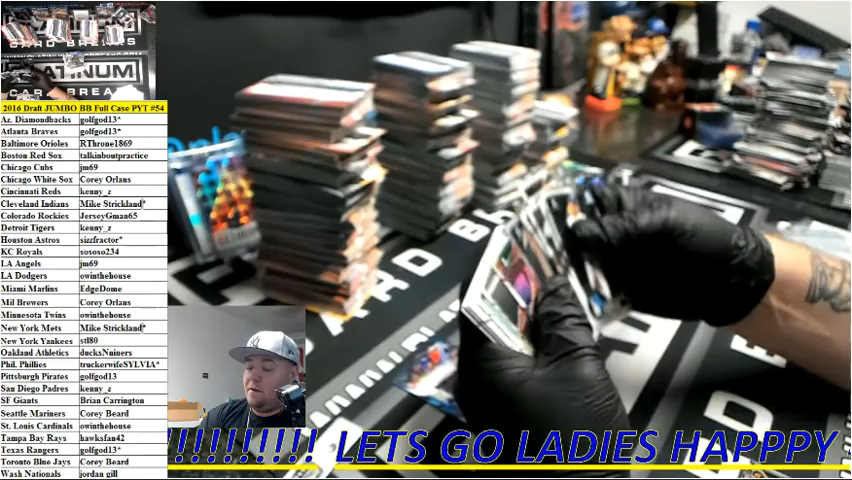 CARD BREAKS
PLATINUM
CARD BREA
2016 Draft JUMBO BB Full Case PYT #54
Az. Diamondbacks golfgod13*
Atlanta Braves golfgod13*
Baltimore Orioles RThrone1869
Boston Red Sox talkinboutpractice
Chicago Cubs jm69
Chicago White Sox Corey Orlans
Cincinnati Reds kenny_z
Cleveland Indians Mike Strickland*
Colorado Rockies JerseyGman65
Detroit Tigers kenny_z
Houston Astros sizzfractor*
KC Royals sososo234
LA Angels jm69
LA Dodgers owinthehouse
Miami Marlins EdgeDome
Mil Brewers Corey Orlans
Minnesota Twins owinthehouse
New York Mets Mike Strickland*
New York Yankees stl80
Oakland Athletics ducksNniners
Phil. Phillies truckerwifeSYLVIA*
Pittsburgh Pirates golfgod13
San Diego Padres kenny_z
SF Giants Brian Carrington
Seattle Mariners Corey Beard
St. Louis Cardinals owinthehouse
Tampa Bay Rays hawksfan42
Texas Rangers golfgod13*
Toronto Blue Jays Corey Beard
Wash Nationals jordan gill
CARD B
!!!!!!!!!!! LETS GO LADIES HAPPPY